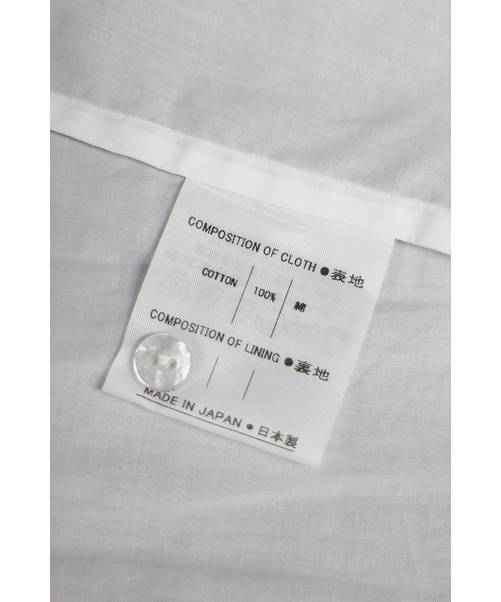 COMPOSITION OF CLOTH ● 表地
COTTON 100% 綿
COMPOSITION OF LINING ● 裏地
MADE IN JAPAN ● 日本製